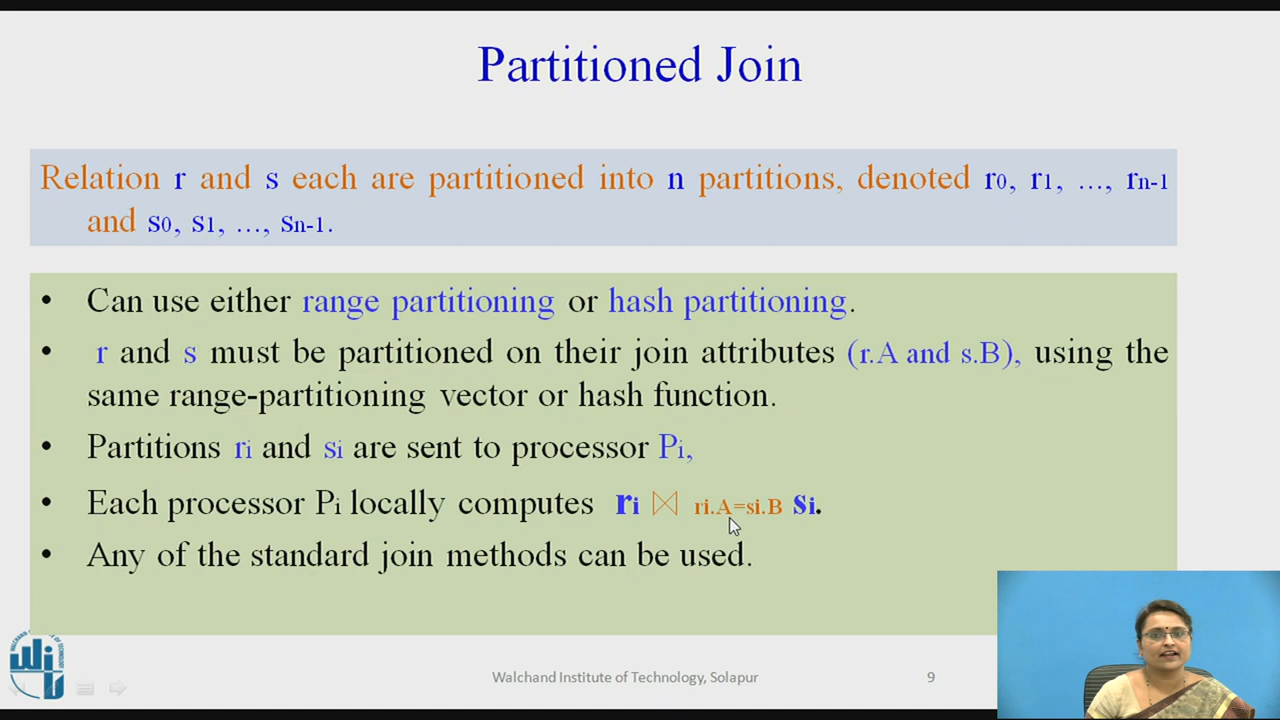 Partitioned Join
Relation r and s each are partitioned into n partitions, denoted r0, r1, ..., rn-1
and s0, s1, ..., sn-1.
• Can use either range partitioning or hash partitioning.
• r and s must be partitioned on their join attributes (r.A and s.B), using the
same range-partitioning vector or hash function.
• Partitions ri and si are sent to processor Pi,
• Each processor Pi locally computes ri ⋈ ri.A=si.B si.
• Any of the standard join methods can be used.
Walchand Institute of Technology, Solapur
9